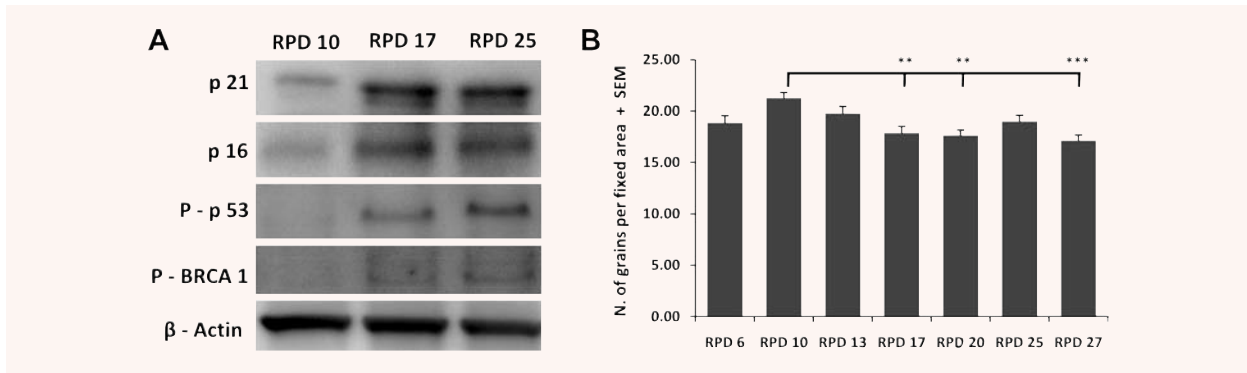 A
RPD 10 RPD 17 RPD 25
p 21
p 16
P - p 53
P - BRCA 1
β - Actin
B
N. of grains per fixed area + SEM
25.00
20.00
15.00
10.00
5.00
0.00
** ** ***
RPD 6 RPD 10 RPD 13 RPD 17 RPD 20 RPD 25 RPD 27